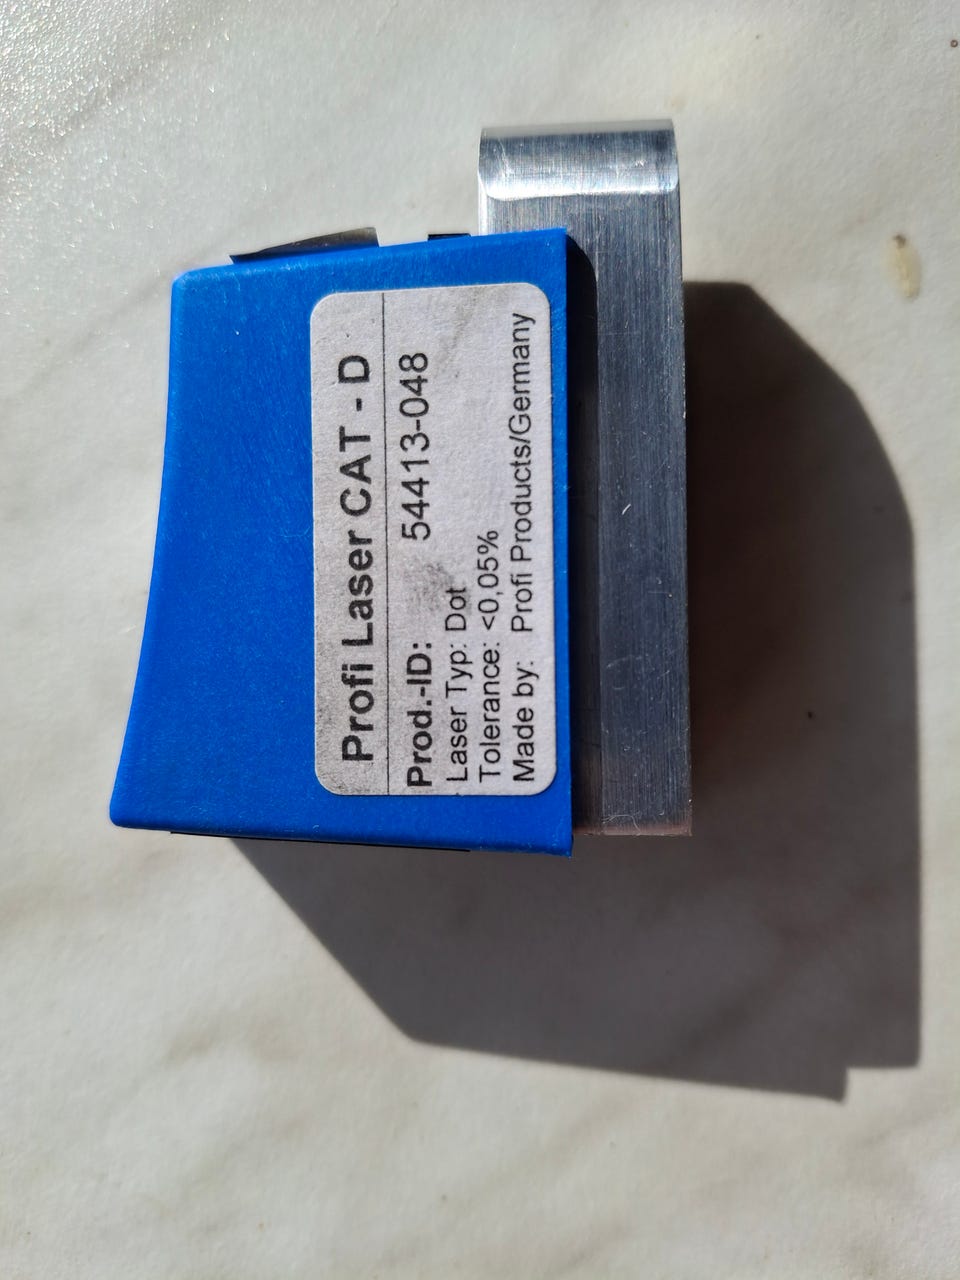 Profi Laser CAT - D
Prod.-ID: 54413-048
Laser Typ: Dot
Tolerance: <0,05%
Made by: Profi Products/Germany